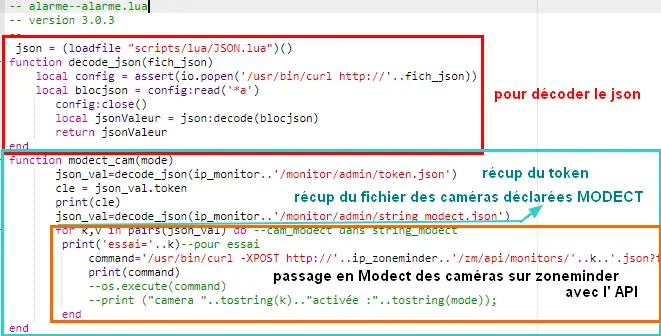 -- alarme--alarme.lua
-- version 3.0.3
--
json = (loadfile "scripts/lua/JSON.lua")()
function decode_json(fich_json)
local config = assert(io.popen('/usr/bin/curl http://'..fich_json))
local blocjson = config:read('*a')
config:close()
local jsonValeur = json:decode(blocjson)
return jsonValeur
end
pour décoder le json
function modect_cam(mode)
json_val=decode_json(ip_monitor..'/monitor/admin/token.json')
récup du token
cle = json_val.token
print(cle)
récup du fichier des caméras déclarées MODECT
json_val=decode_json(ip_monitor..'/monitor/admin/string_modect.json')
for k,v in pairs(json_val) do --cam_modect dans string_modect
print('essai='..k)--pour essai
command='/usr/bin/curl -XPOST http://'..ip_zoneminder..'/zm/api/monitors/'..k..'.json?
print(command)
passage en Modect des caméras sur zoneminder
avec l' API
--os.execute(command)
--print ("camera "..tostring(k).."activée :"..tostring(mode));
end
end